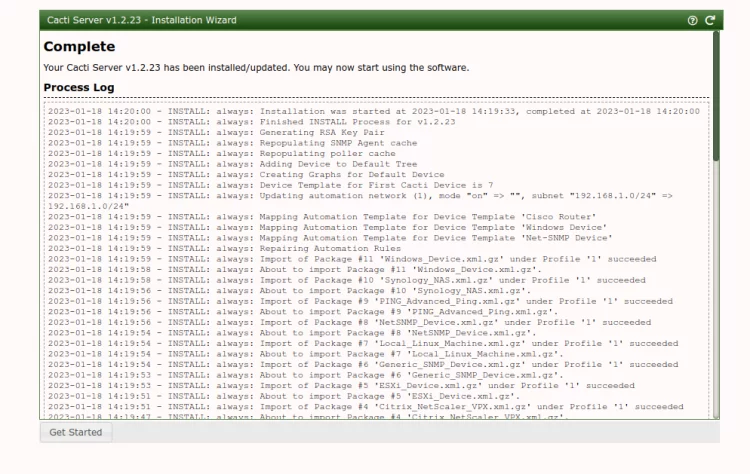 Cacti Server v1.2.23 - Installation Wizard
Complete
Your Cacti Server v1.2.23 has been installed/updated. You may now start using the software.
Process Log
2023-01-18 14:20:00 - INSTALL: always: Installation was started at 2023-01-18 14:19:33, completed at 2023-01-18 14:20:00
2023-01-18 14:20:00 - INSTALL: always: Finished INSTALL Process for v1.2.23
2023-01-18 14:19:59 - INSTALL: always: Generating RSA Key Pair
2023-01-18 14:19:59 - INSTALL: always: Repopulating SNMP Agent cache
2023-01-18 14:19:59 - INSTALL: always: Repopulating poller cache
2023-01-18 14:19:59 - INSTALL: always: Adding Device to Default Tree
2023-01-18 14:19:59 - INSTALL: always: Creating Graphs for Default Device
2023-01-18 14:19:59 - INSTALL: always: Device Template for First Cacti Device is 7
2023-01-18 14:19:59 - INSTALL: always: Updating automation network (1), mode "on" => "", subnet "192.168.1.0/24" =>
192.168.1.0/24"
2023-01-18 14:19:59 - INSTALL: always: Mapping Automation Template for Device Template 'Cisco Router'
2023-01-18 14:19:59 - INSTALL: always: Mapping Automation Template for Device Template 'Windows Device'
2023-01-18 14:19:59 - INSTALL: always: Mapping Automation Template for Device Template 'Net-SNMP Device'
2023-01-18 14:19:59 - INSTALL: always: Repairing Automation Rules
2023-01-18 14:19:59 - INSTALL: always: Import of Package #11 'Windows_Device.xml.gz' under Profile '1' succeeded
2023-01-18 14:19:58 - INSTALL: always: About to import Package #11 'Windows_Device.xml.gz'.
2023-01-18 14:19:58 - INSTALL: always: Import of Package #10 'Synology_NAS.xml.gz' under Profile '1' succeeded
2023-01-18 14:19:56 - INSTALL: always: About to import Package #10 'Synology_NAS.xml.gz'.
2023-01-18 14:19:56 - INSTALL: always: Import of Package #9 'PING_Advanced_Ping.xml.gz' under Profile '1' succeeded
2023-01-18 14:19:56 - INSTALL: always: About to import Package #9 'PING_Advanced_Ping.xml.gz'.
2023-01-18 14:19:56 - INSTALL: always: Import of Package #8 'NetSNMP_Device.xml.gz' under Profile '1' succeeded
2023-01-18 14:19:54 - INSTALL: always: About to import Package #8 'NetSNMP_Device.xml.gz'.
2023-01-18 14:19:54 - INSTALL: always: Import of Package #7 'Local_Linux_Machine.xml.gz' under Profile '1' succeeded
2023-01-18 14:19:54 - INSTALL: always: About to import Package #7 'Local_Linux_Machine.xml.gz'.
2023-01-18 14:19:54 - INSTALL: always: Import of Package #6 'Generic_SNMP_Device.xml.gz' under Profile '1' succeeded
2023-01-18 14:19:53 - INSTALL: always: About to import Package #6 'Generic_SNMP_Device.xml.gz'.
2023-01-18 14:19:53 - INSTALL: always: Import of Package #5 'ESXi_Device.xml.gz' under Profile '1' succeeded
2023-01-18 14:19:51 - INSTALL: always: About to import Package #5 'ESXi_Device.xml.gz'.
2023-01-18 14:19:51 - INSTALL: always: Import of Package #4 'Citrix_NetScaler_VPX.xml.gz' under Profile '1' succeeded
2023-01-18 14:19:47 - INSTALL: always: About to import Package #4 'Citrix_NetScaler_VPX.xml.gz'.
Get Started